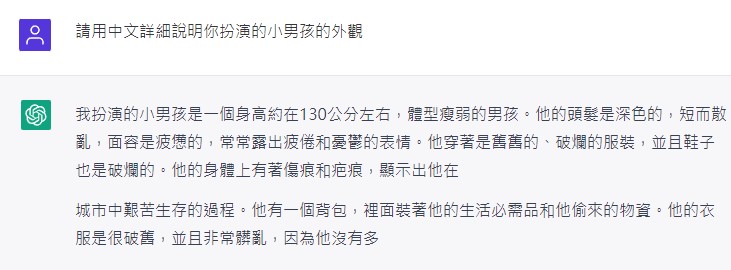 請用中文詳細說明你扮演的小男孩的外觀
我扮演的小男孩是一個身高約在130公分左右，體型瘦弱的男孩。他的頭髮是深色的，短而散
亂，面容是疲憊的，常常露出疲倦和憂鬱的表情。他穿著是舊舊的、破爛的服裝，並且鞋子
也是破爛的。他的身體上有著傷痕和疤痕，顯示出他在
城市中艱苦生存的過程。他有一個背包，裡面裝著他的生活必需品和他偷來的物資。他的衣
服是很破舊，並且非常髒亂，因為他沒有多